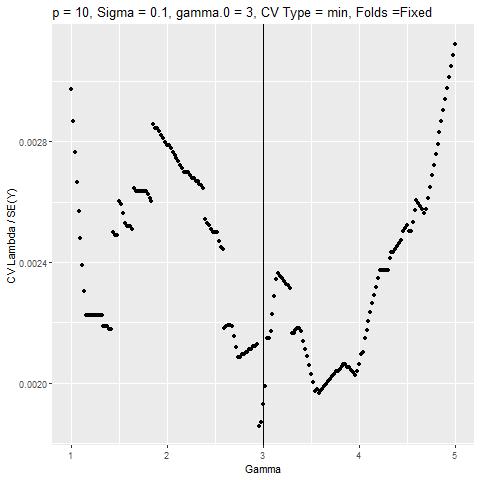 p = 10, Sigma = 0.1, gamma.0 = 3, CV Type = min, Folds =Fixed
CV Lambda / SE(Y)
0.0028
0.0024
0.0020
1
2
3
4
5
Gamma